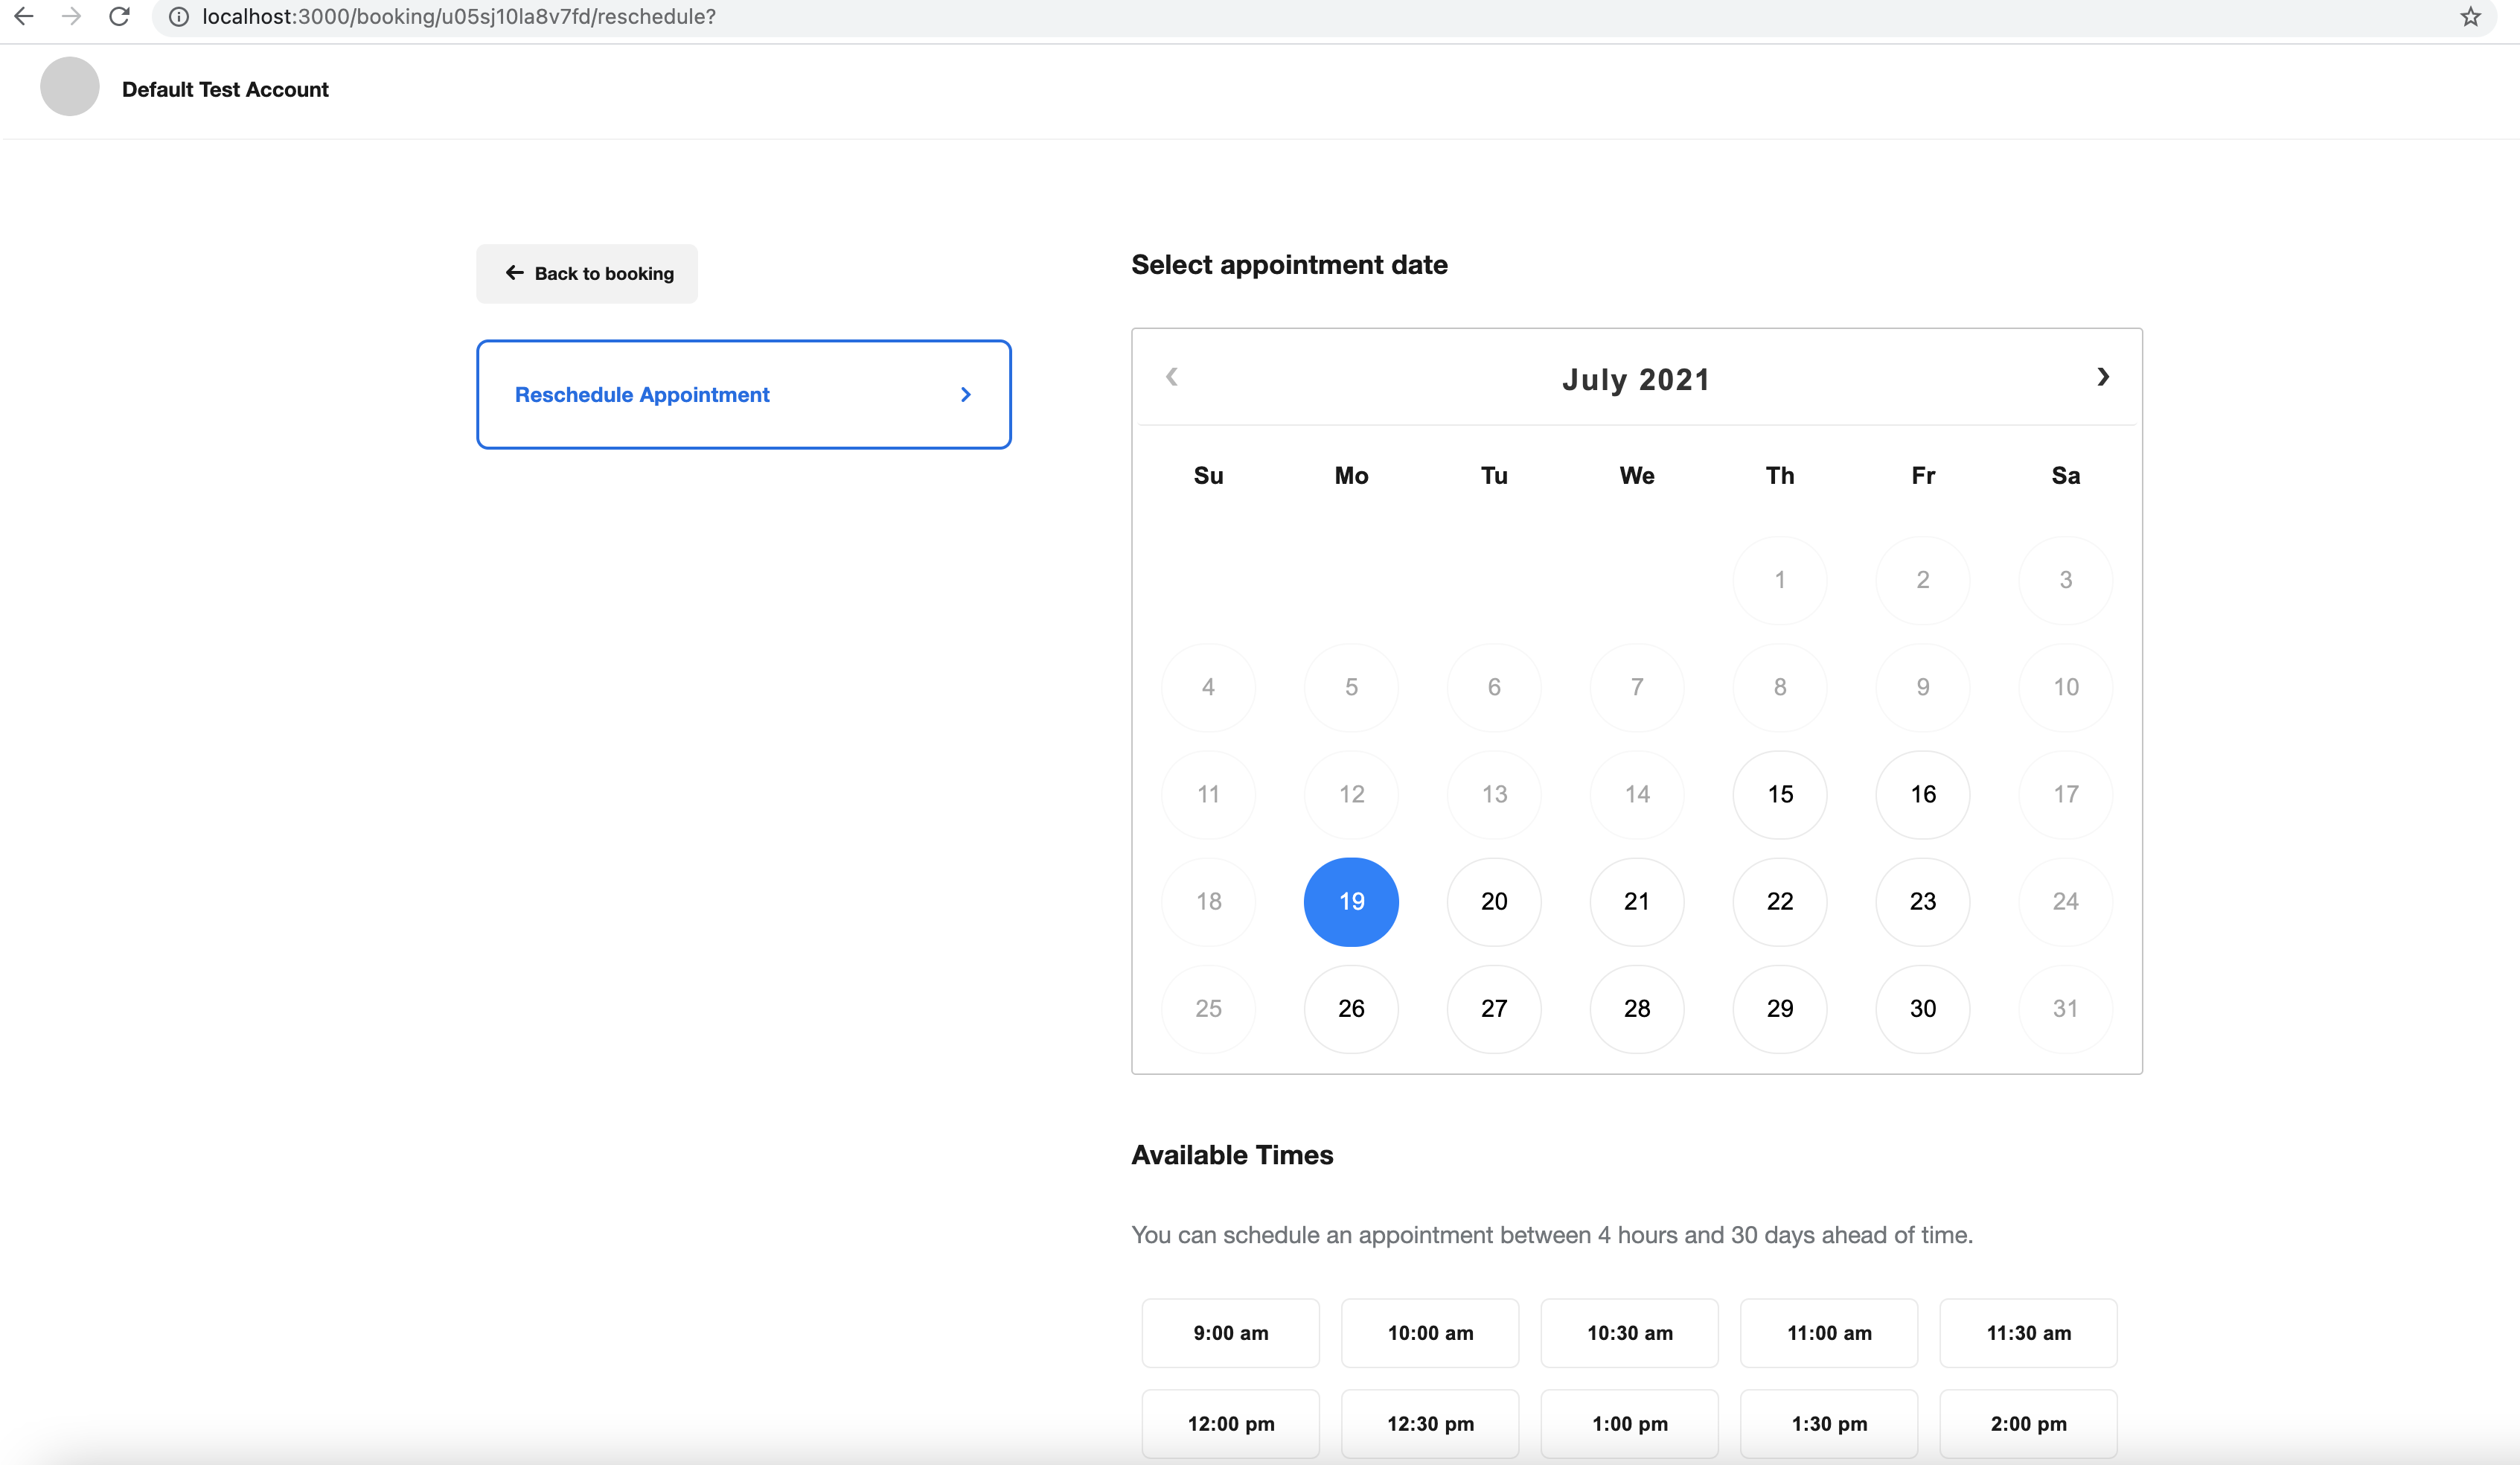 localhost:3000/booking/u05sj10la8v7fd/reschedule?
Default Test Account
Back to booking
Reschedule Appointment
Select appointment date
July 2021
Su Mo Tu We Th Fr Sa
1 2 3
4 5 6 7 8 9 10
11 12 13 14 15 16 17
18 19 20 21 22 23 24
25 26 27 28 29 30 31
Available Times
You can schedule an appointment between 4 hours and 30 days ahead of time.
9:00 am 10:00 am 10:30 am 11:00 am 11:30 am
12:00 pm 12:30 pm 1:00 pm 1:30 pm 2:00 pm